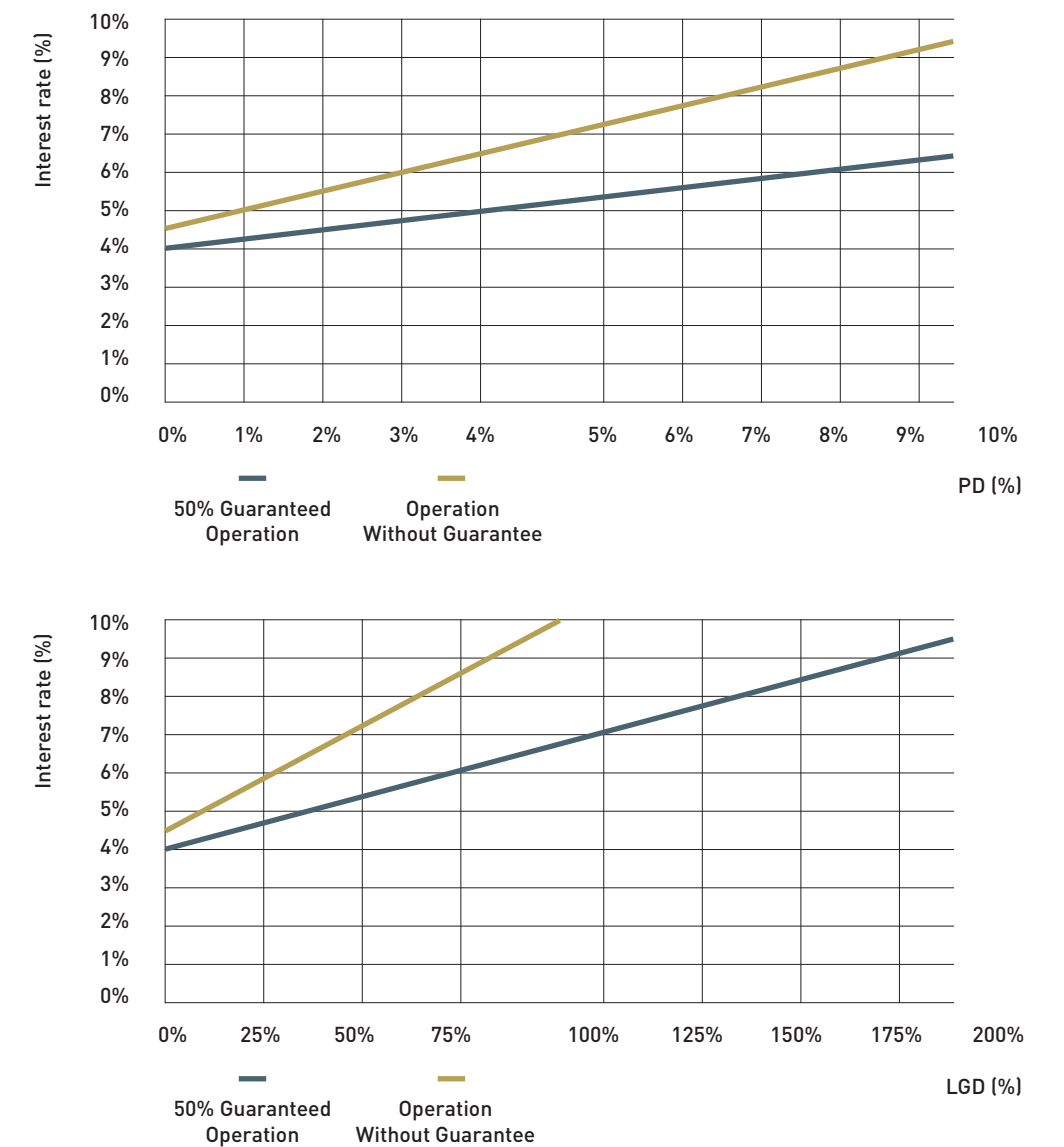 Interest rate (%)
10%
9%
8%
7%
6%
5%
4%
3%
2%
1%
0%
0% 1% 2% 3% 4% 5% 6% 7% 8% 9% 10%
PD (%)
50% Guaranteed
Operation
Operation
Without Guarantee
Interest rate (%)
10%
9%
8%
7%
6%
5%
4%
3%
2%
1%
0%
0% 25% 50% 75% 100% 125% 150% 175% 200%
LGD (%)
50% Guaranteed
Operation
Operation
Without Guarantee